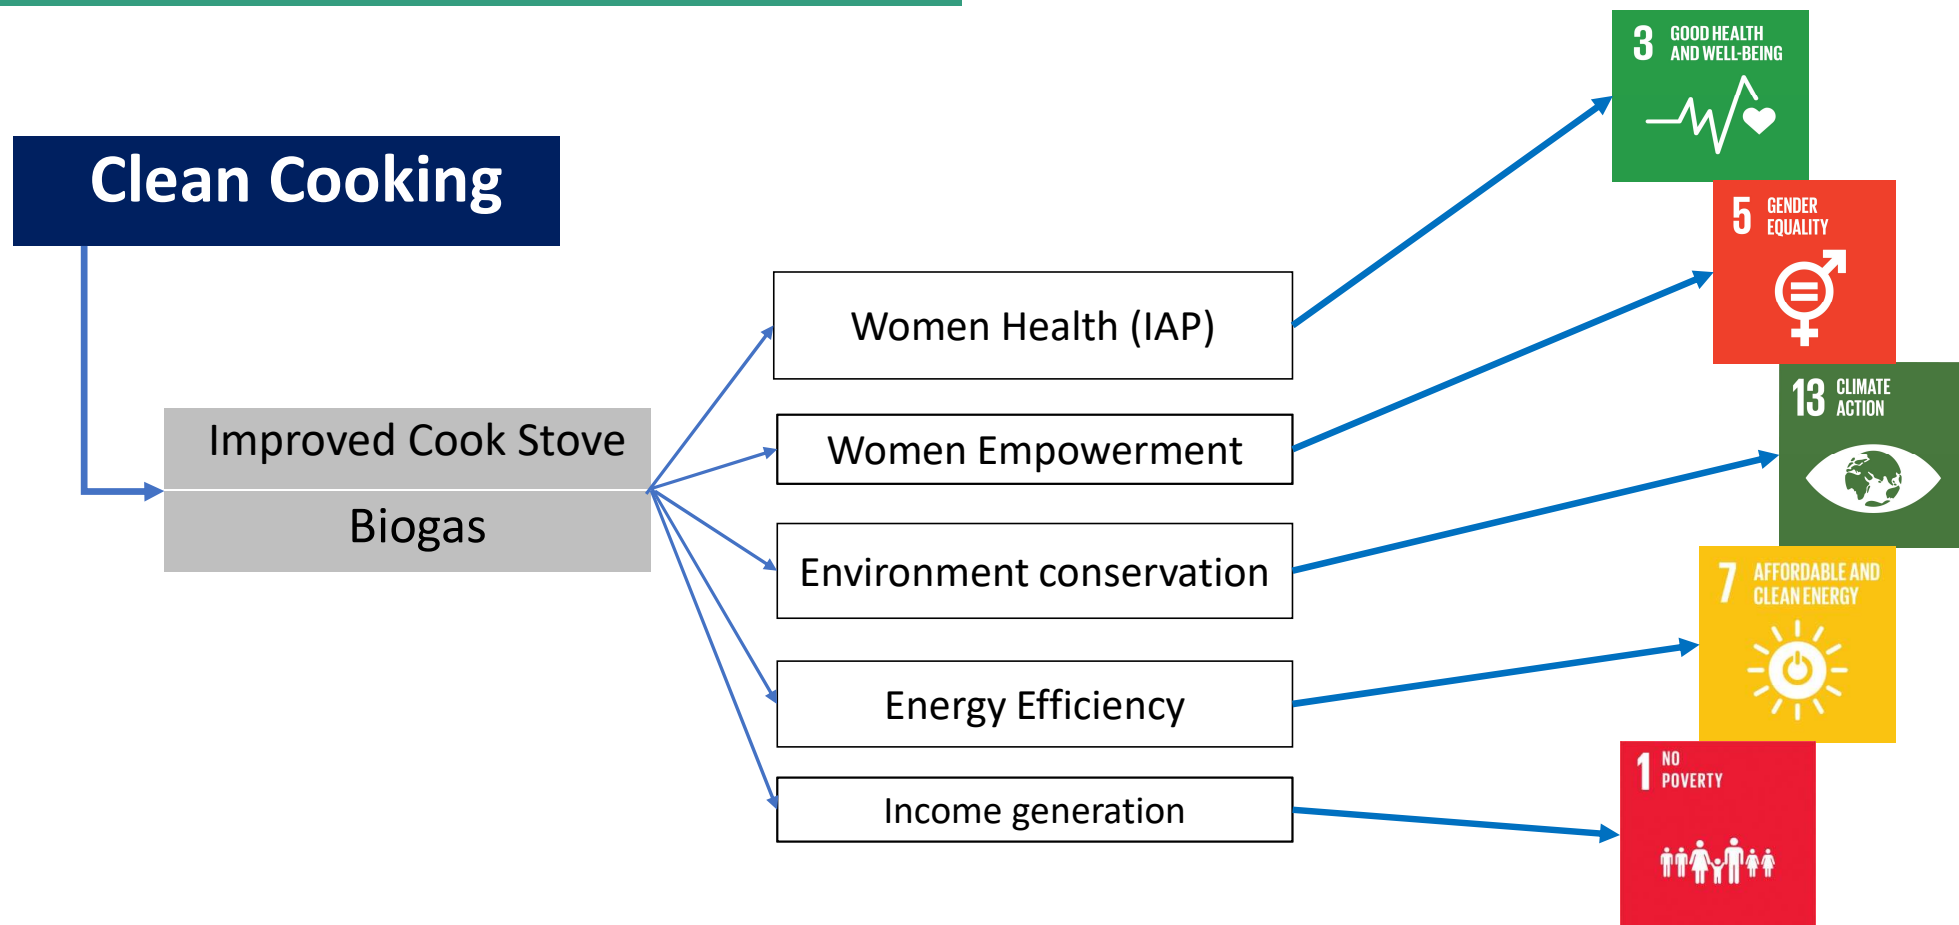 Clean Cooking
Improved Cook Stove
Biogas
Women Health (IAP)
Women Empowerment
Environment conservation
Energy Efficiency
Income generation
3 GOOD HEALTH
AND WELL-BEING
5 GENDER
EQUALITY
13 CLIMATE
ACTION
7 AFFORDABLE AND
CLEAN ENERGY
1 NO
POVERTY